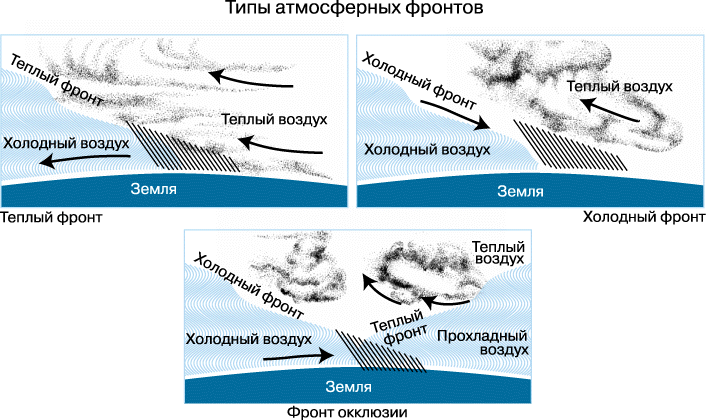 Типы атмосферных фронтов
Теплый фронт
Теплый воздух
Холодный воздух
Земля
Теплый фронт
Холодный фронт
Теплый воздух
Холодный воздух
Земля
Холодный фронт
Холодный фронт
Теплый
воздух
Теплый
фронт
Холодный воздух
Прохладный
воздух
Земля
Фронт окклюзии